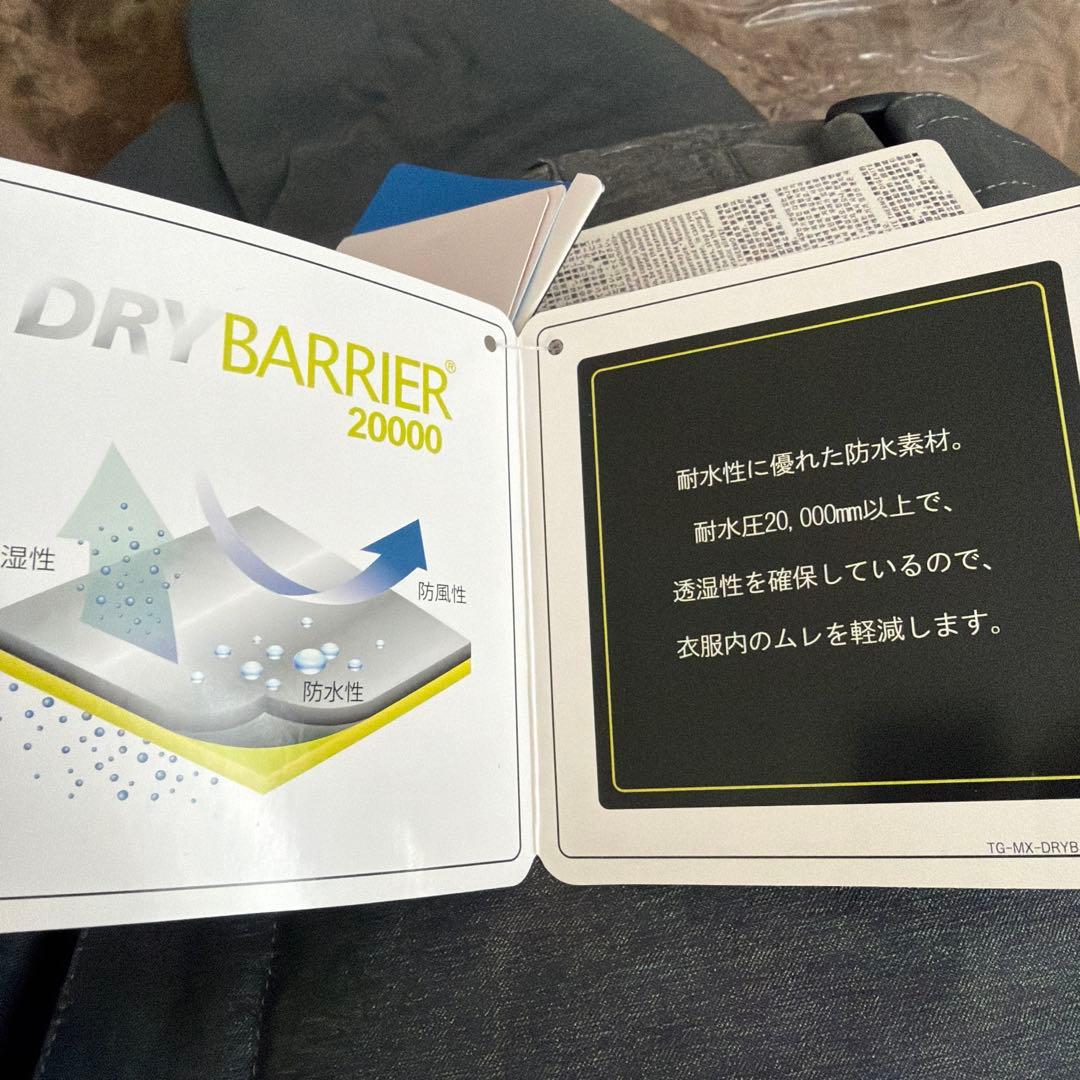 DRY BARRIER®
20000
湿性
防風性
防水性
耐水性に優れた防水素材。
耐水圧20,000mm以上で、
透湿性を確保しているので、
衣服内のムレを軽減します。
TG-MX-DRYB